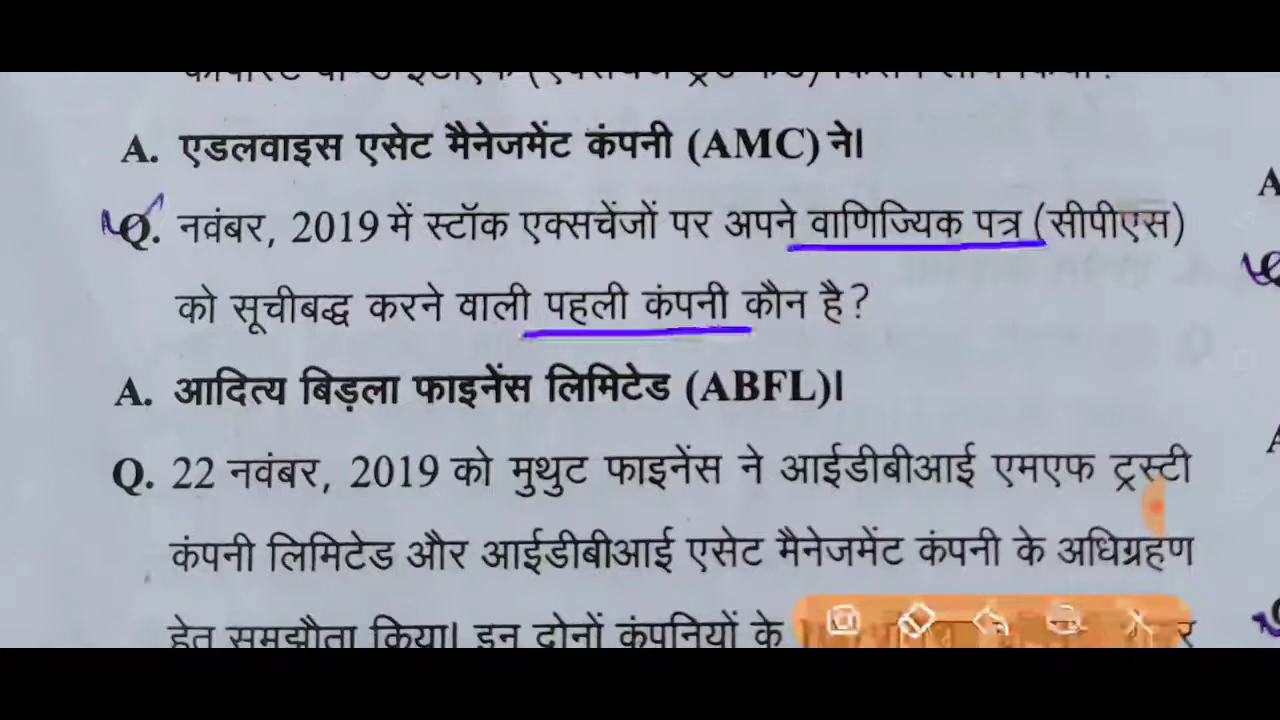 A. एडलवाइस एसेट मैनेजमेंट कंपनी (AMC) ने।
Q. नवंबर, 2019 में स्टॉक एक्सचेंजों पर अपने वाणिज्यिक पत्र (सीपीएस)
को सूचीबद्ध करने वाली पहली कंपनी कौन है?
A. आदित्य बिड़ला फाइनेंस लिमिटेड (ABFL)।
Q. 22 नवंबर, 2019 को मुथुट फाइनेंस ने आईडीबीआई एमएफ ट्रस्टी
कंपनी लिमिटेड और आईडीबीआई एसेट मैनेजमेंट कंपनी के अधिग्रहण
हेतु समझौता किया। इन दोनों कंपनियों के